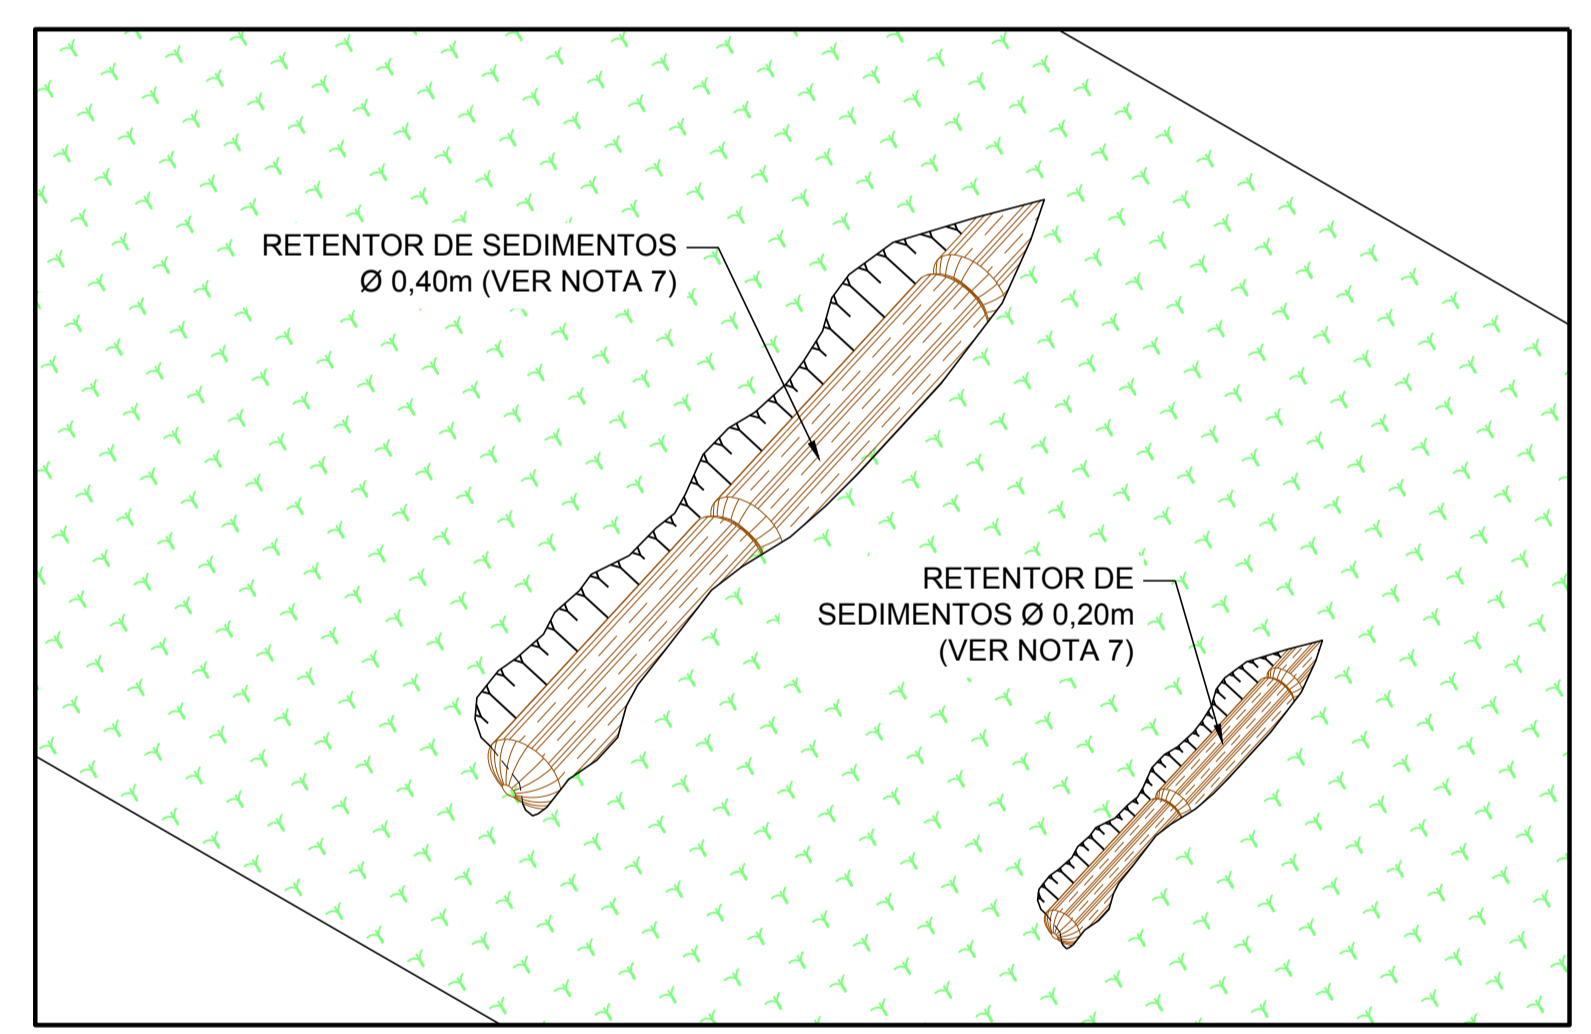 RETENTOR DE SEDIMENTOS
Ø 0,40m (VER NOTA 7)
RETENTOR DE
SEDIMENTOS Ø 0,20m
(VER NOTA 7)